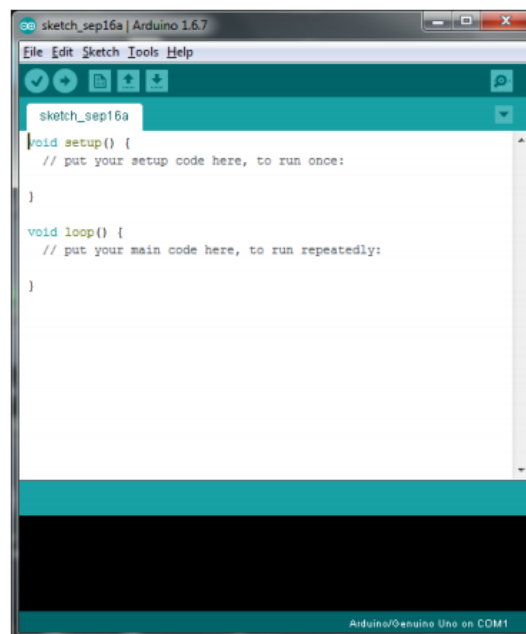 sketch_sep16a | Arduino 1.6.7
File Edit Sketch Tools Help
sketch_sep16a
void setup() {
  // put your setup code here, to run once:
}
void loop() {
  // put your main code here, to run repeatedly:
}
Arduino/Genuino Uno on COM1